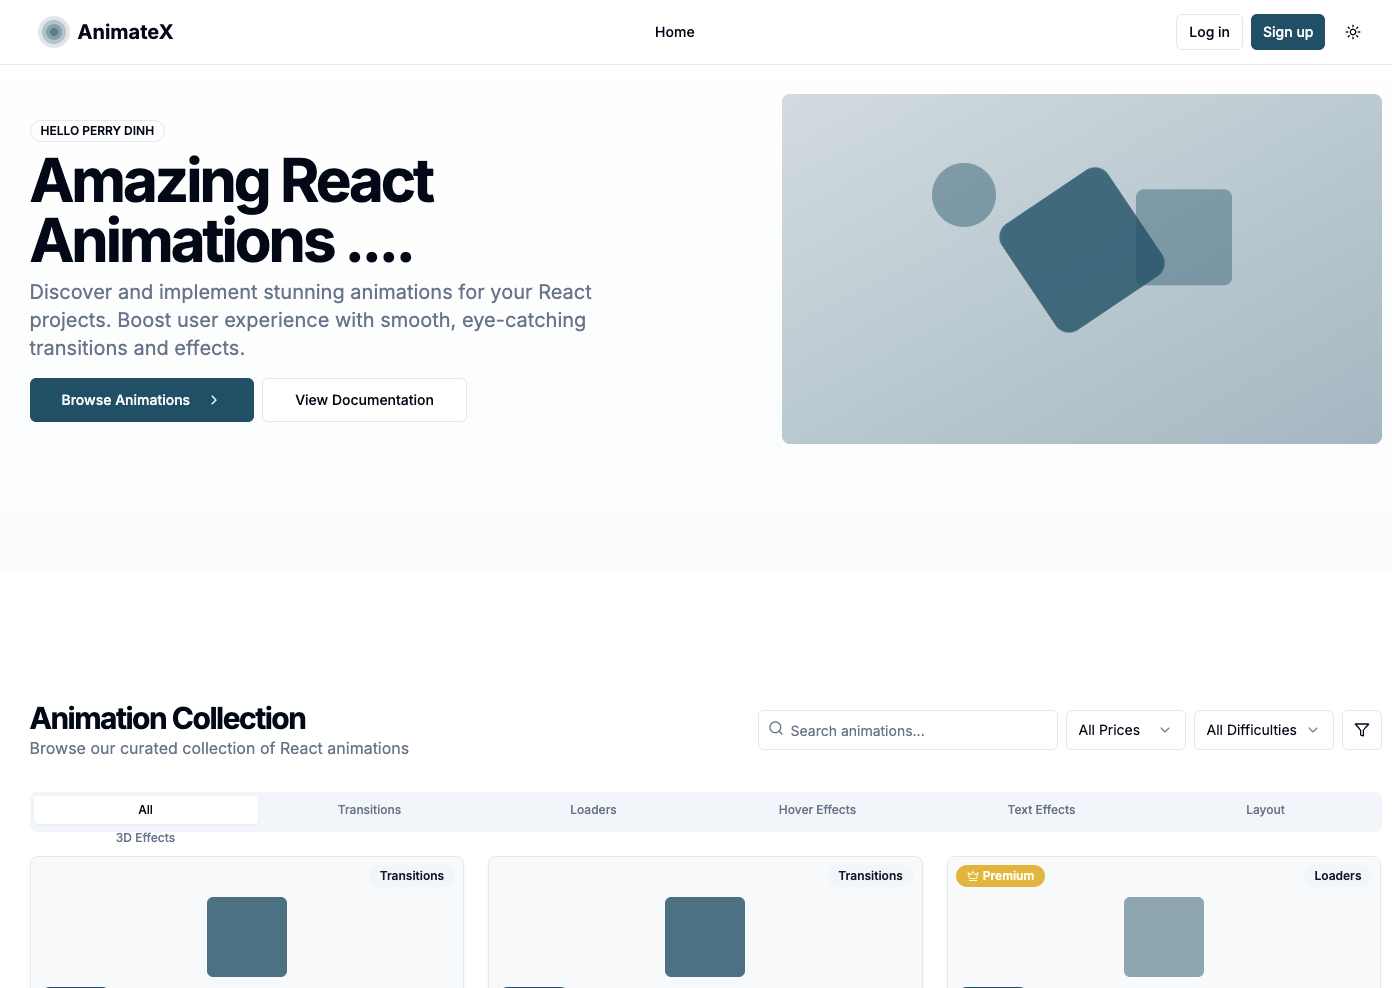 AnimateX
Home
Log in
Sign up
HELLO PERRY DINH
Amazing React
Animations ....
Discover and implement stunning animations for your React
projects. Boost user experience with smooth, eye-catching
transitions and effects.
Browse Animations
View Documentation
Animation Collection
Browse our curated collection of React animations
Search animations...
All Prices
All Difficulties
All
Transitions
Loaders
Hover Effects
Text Effects
Layout
3D Effects
Transitions
Transitions
Premium
Loaders